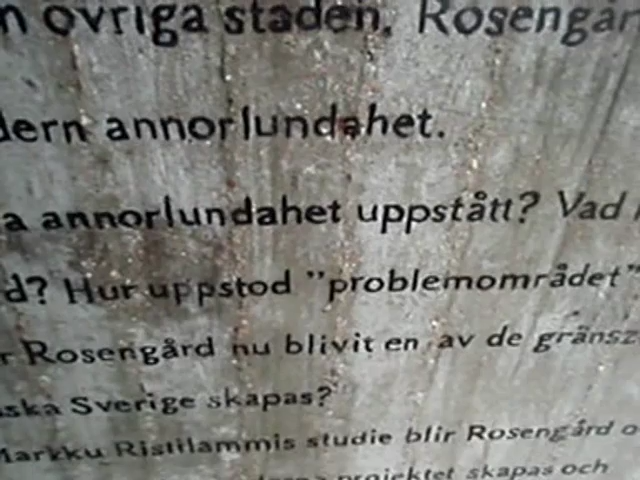 n övriga staden. Rosengår
dern annorlundahet.
a annorlundahet uppstått? Vad
d? Hur uppstod "problemområdet"
r Rosengård nu blivit en av de gränsz
ska Sverige skapas?
Markku Ristilammis studie blir Rosengård o
projektet skapas och